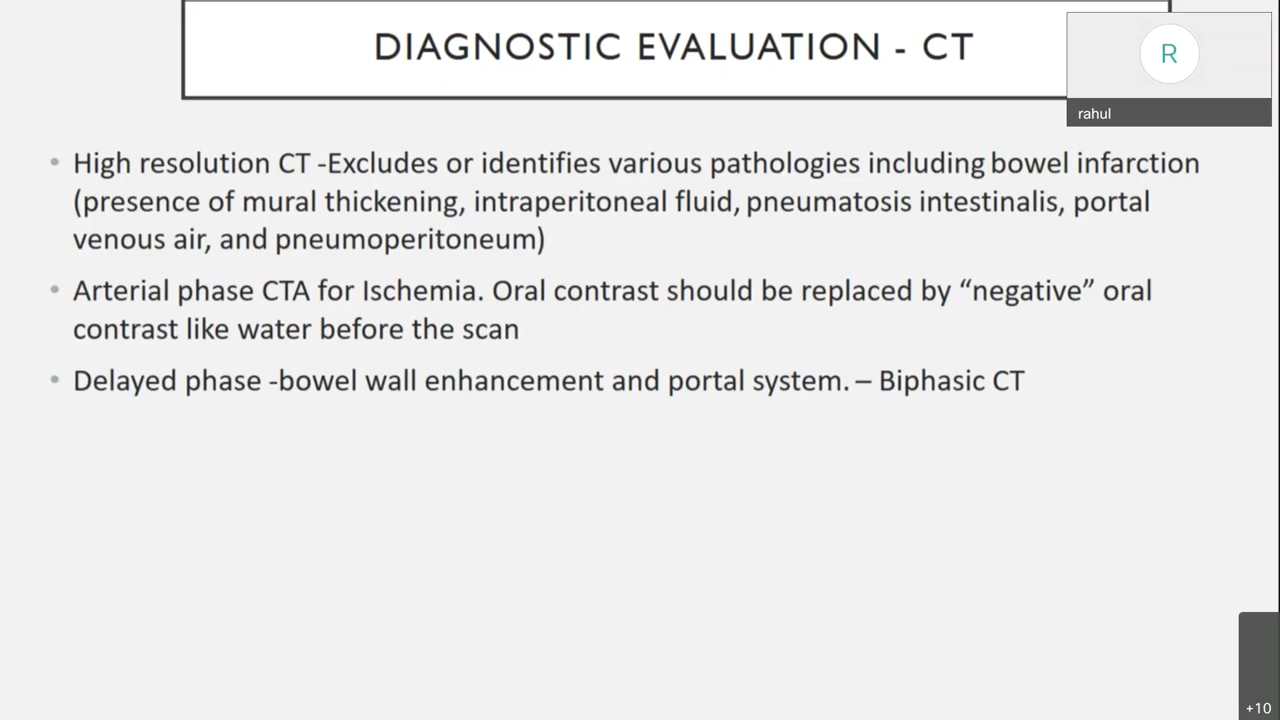 DIAGNOSTIC EVALUATION - CT
R
rahul
• High resolution CT -Excludes or identifies various pathologies including bowel infarction
(presence of mural thickening, intraperitoneal fluid, pneumatosis intestinalis, portal
venous air, and pneumoperitoneum)
• Arterial phase CTA for Ischemia. Oral contrast should be replaced by “negative” oral
contrast like water before the scan
• Delayed phase -bowel wall enhancement and portal system. – Biphasic CT
+10